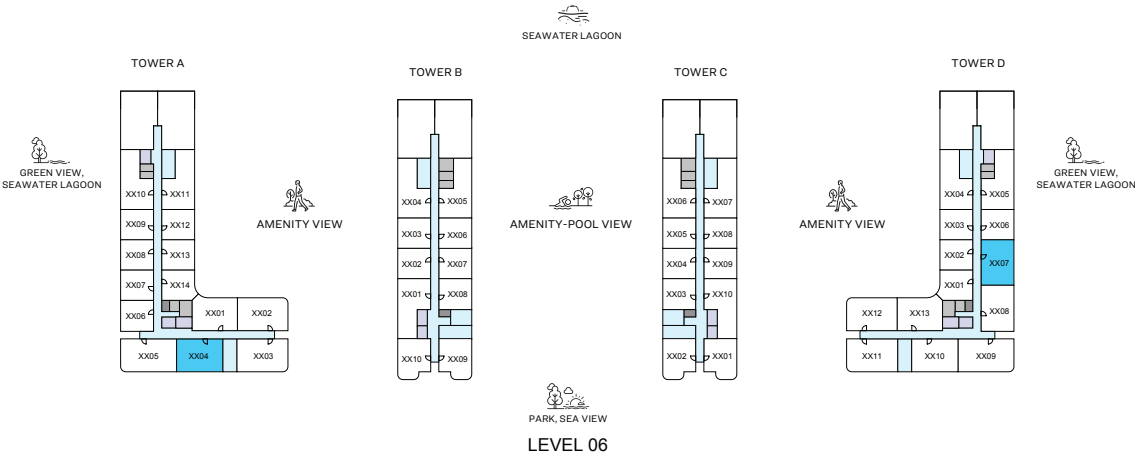 SEAWATER LAGOON
TOWER A
TOWER B
TOWER C
TOWER D
GREEN VIEW,
SEAWATER LAGOON
AMENITY VIEW
AMENITY-POOL VIEW
AMENITY VIEW
GREEN VIEW,
SEAWATER LAGOON
XX10 XX11
XX09 XX12
XX08 XX13
XX07 XX14
XX06 XX01 XX02
XX05 XX04 XX03
XX04 XX05
XX03 XX06
XX02 XX07
XX01 XX08
XX10 XX09
XX06 XX07
XX05 XX08
XX04 XX09
XX03 XX10
XX02 XX01
XX04 XX05
XX03 XX06
XX02 XX07
XX01
XX12 XX13 XX08
XX11 XX10 XX09
PARK, SEA VIEW
LEVEL 06